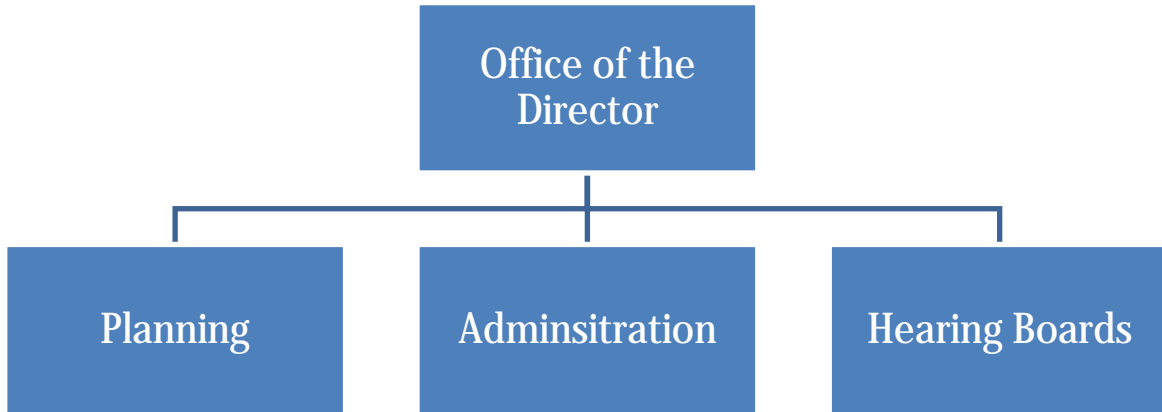 Office of the
Director
Planning
Adminsitration
Hearing Boards